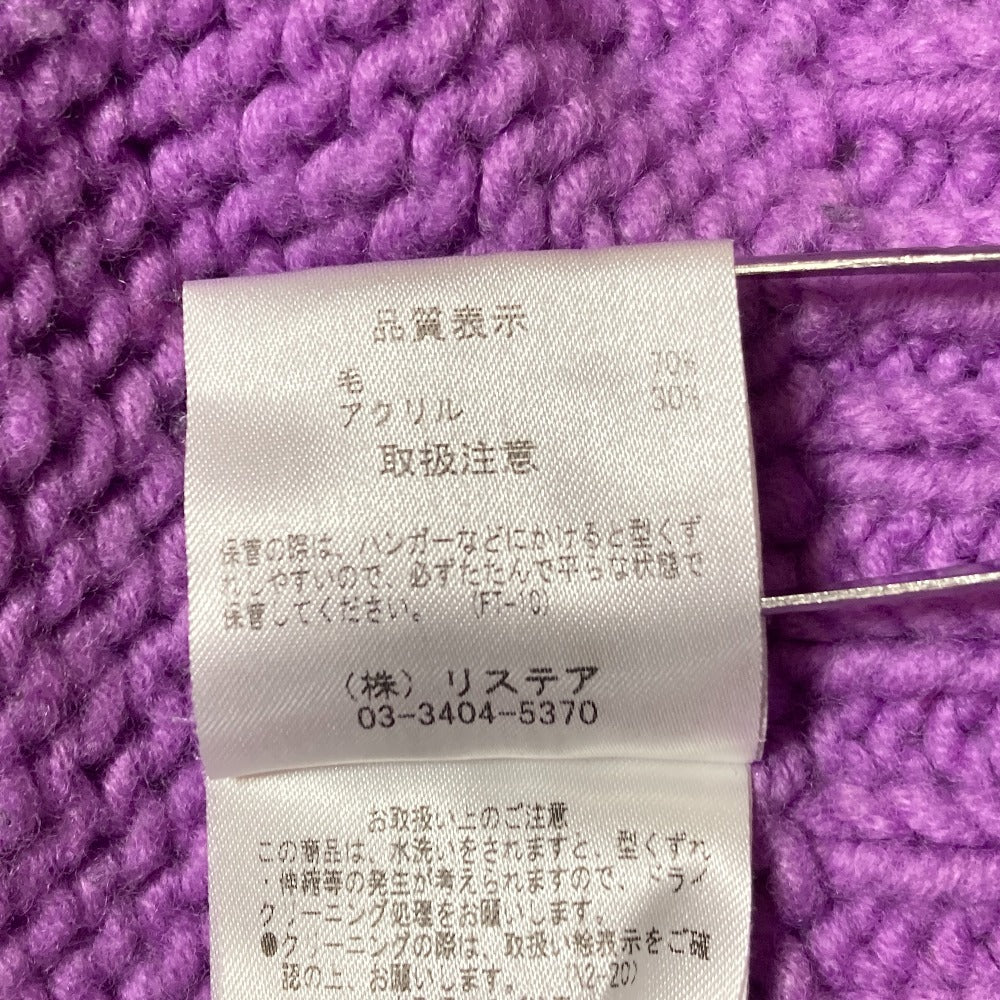 品質表示
毛 70%
アクリル 30%
取扱注意
保管の際は、ハンガーなどにかけると型くず
れしやすいので、必ずたたんで平らな状態で
保管してください。 (FT-10)
(株) リステア
03-3404-5370
お取扱い上のご注意
この商品は、水洗いをされますと、型くずれ
・伸縮等の発生が考えられますので、ドライ
クリーニング処理をお願いします。
●クリーニングの際は、取扱い絵表示をご確
認の上、お願いします。 (X2-20)